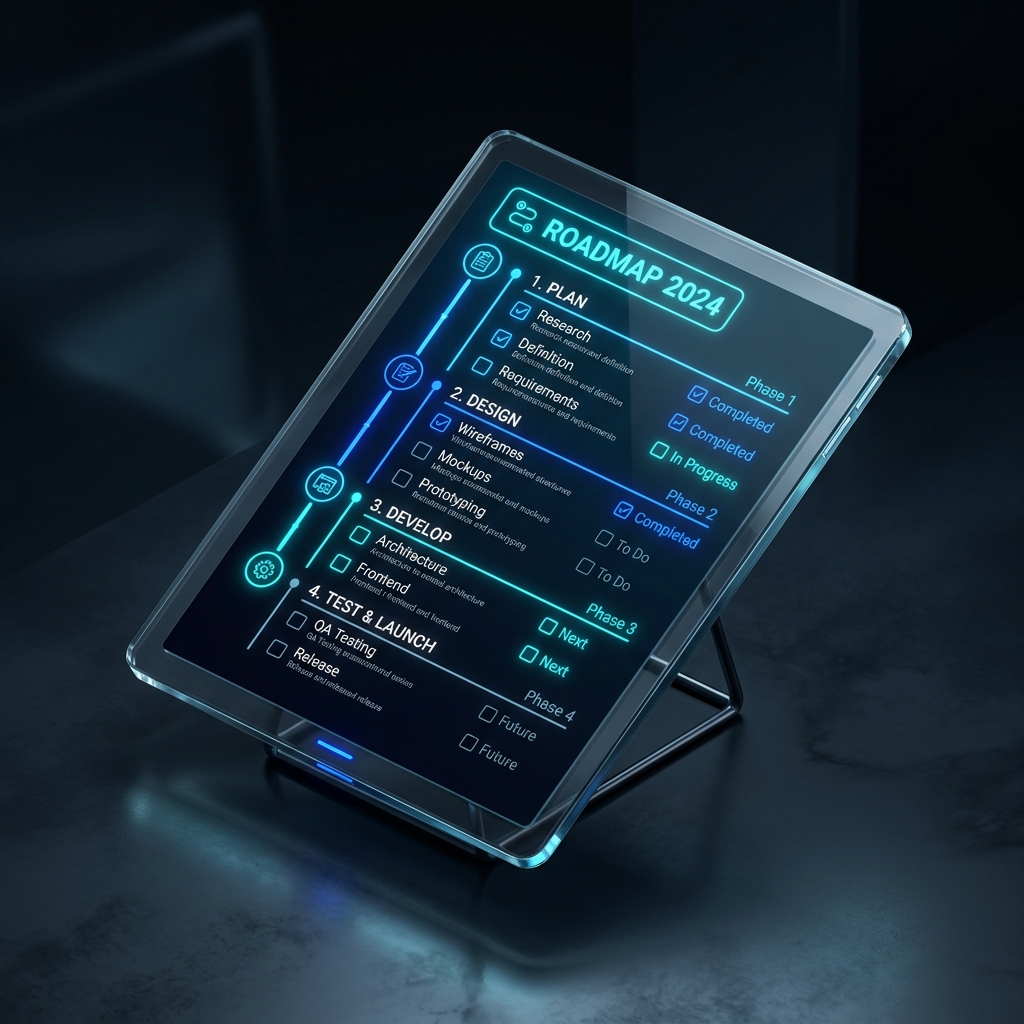 ROADMAP 2024
1. PLAN
Phase 1
Research
Completed
Definition
Completed
Requirements
In Progress
2. DESIGN
Phase 2
Wireframes
Completed
Mockups
To Do
Prototyping
To Do
3. DEVELOP
Phase 3
Architecture
Next
Frontend
Next
4. TEST & LAUNCH
Phase 4
QA Testing
Future
Release
Future